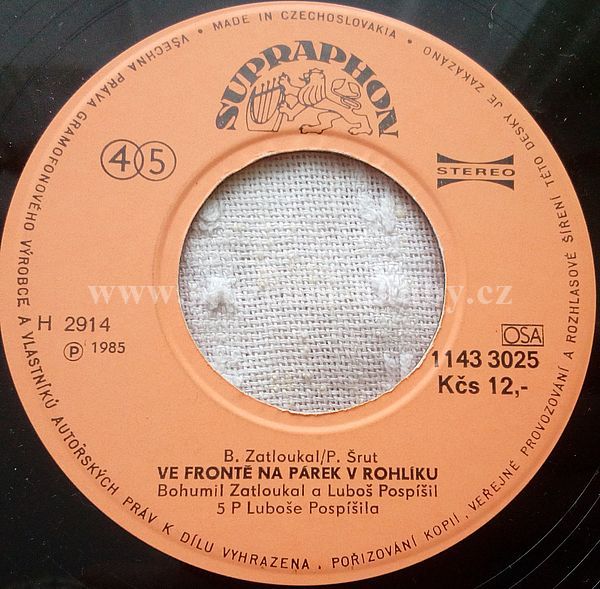 VŠECHNA PRÁVA GRAMOFONOVÉHO VÝROBCE A VLASTNÍKŮ AUTORSKÝCH PRÁV K DÍLU VYHRAZENA. POŘIZOVÁNÍ KOPIÍ, VEŘEJNÉ PROVOZOVÁNÍ A ROZHLASOVÉ ŠÍŘENÍ TÉTO DESKY JE ZAKÁZÁNO • MADE IN CZECHOSLOVAKIA •
SUPRAPHON
45
STEREO
H 2914
Ⓟ 1985
OSA
1143 3025
Kčs 12,-
B. Zatloukal/P. Šrut
VE FRONTĚ NA PÁREK V ROHLÍKU
Bohumil Zatloukal a Luboš Pospíšil
5 P Luboše Pospíšila